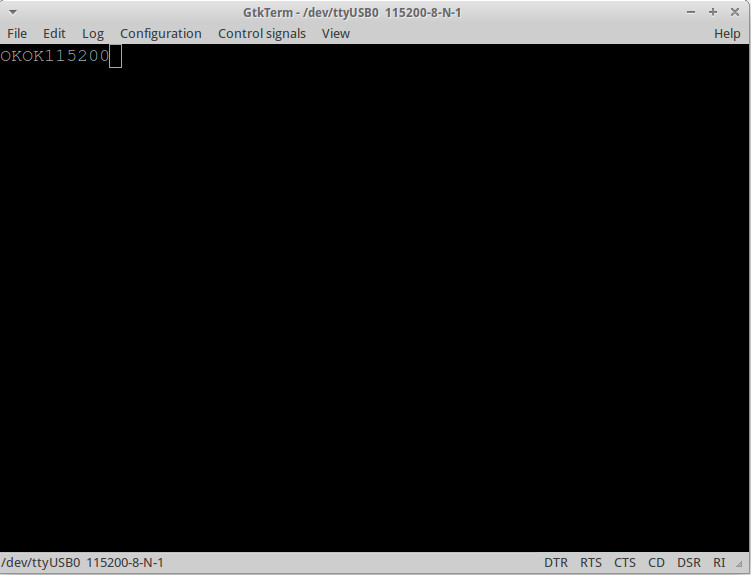 GtkTerm - /dev/ttyUSB0 115200-8-N-1
File Edit Log Configuration Control signals View Help
OKOK115200
/dev/ttyUSB0 115200-8-N-1 DTR RTS CTS CD DSR RI